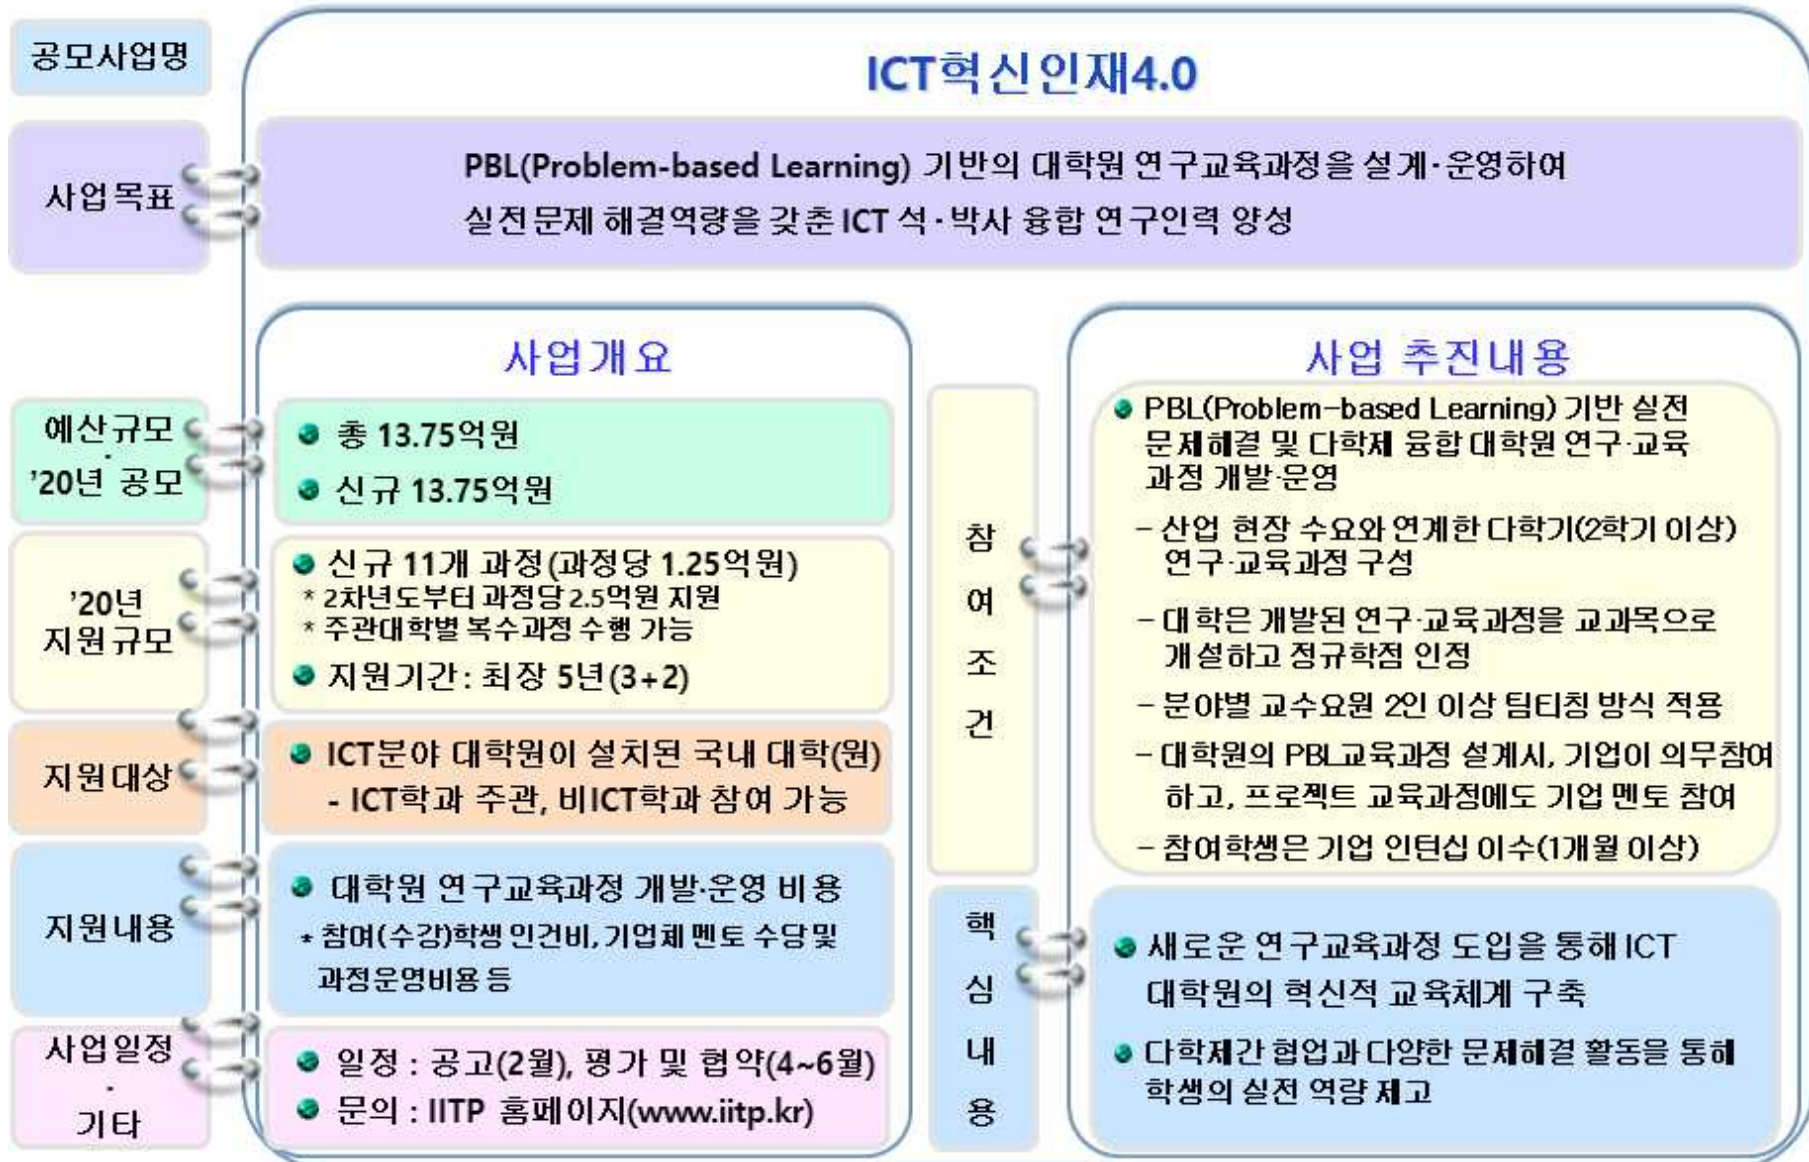 공모사업명
ICT혁신인재4.0
사업목표
PBL(Problem-based Learning) 기반의 대학원 연구교육과정을 설계·운영하여
실전문제 해결역량을 갖춘 ICT 석·박사 융합 연구인력 양성
사업개요
예산규모
·
’20년 공모
총 13.75억원
신규 13.75억원
’20년
지원규모
신규 11개 과정(과정당 1.25억원)
* 2차년도부터 과정당 2.5억원 지원
* 주관대학별 복수과정 수행 가능
지원기간 : 최장 5년(3+2)
지원대상
ICT분야 대학원이 설치된 국내 대학(원)
- ICT학과 주관, 비ICT학과 참여 가능
지원내용
대학원 연구교육과정 개발·운영 비용
* 참여(수강)학생 인건비, 기업체 멘토 수당 및
과정운영비용 등
사업일정
·
기타
일정 : 공고(2월), 평가 및 협약(4~6월)
문의 : IITP 홈페이지(www.iitp.kr)
사업 추진내용
참
여
조
건
PBL(Problem-based Learning) 기반 실전
문제해결 및 다학제 융합 대학원 연구·교육
과정 개발·운영
- 산업 현장 수요와 연계한 다학기(2학기 이상)
연구·교육과정 구성
- 대학은 개발된 연구·교육과정을 교과목으로
개설하고 정규학점 인정
- 분야별 교수요원 2인 이상 팀티칭 방식 적용
- 대학원의 PBL교육과정 설계시, 기업이 의무참여
하고, 프로젝트 교육과정에도 기업 멘토 참여
- 참여학생은 기업 인턴십 이수(1개월 이상)
핵
심
내
용
새로운 연구교육과정 도입을 통해 ICT
대학원의 혁신적 교육체계 구축
다학제간 협업과 다양한 문제해결 활동을 통해
학생의 실전 역량 제고